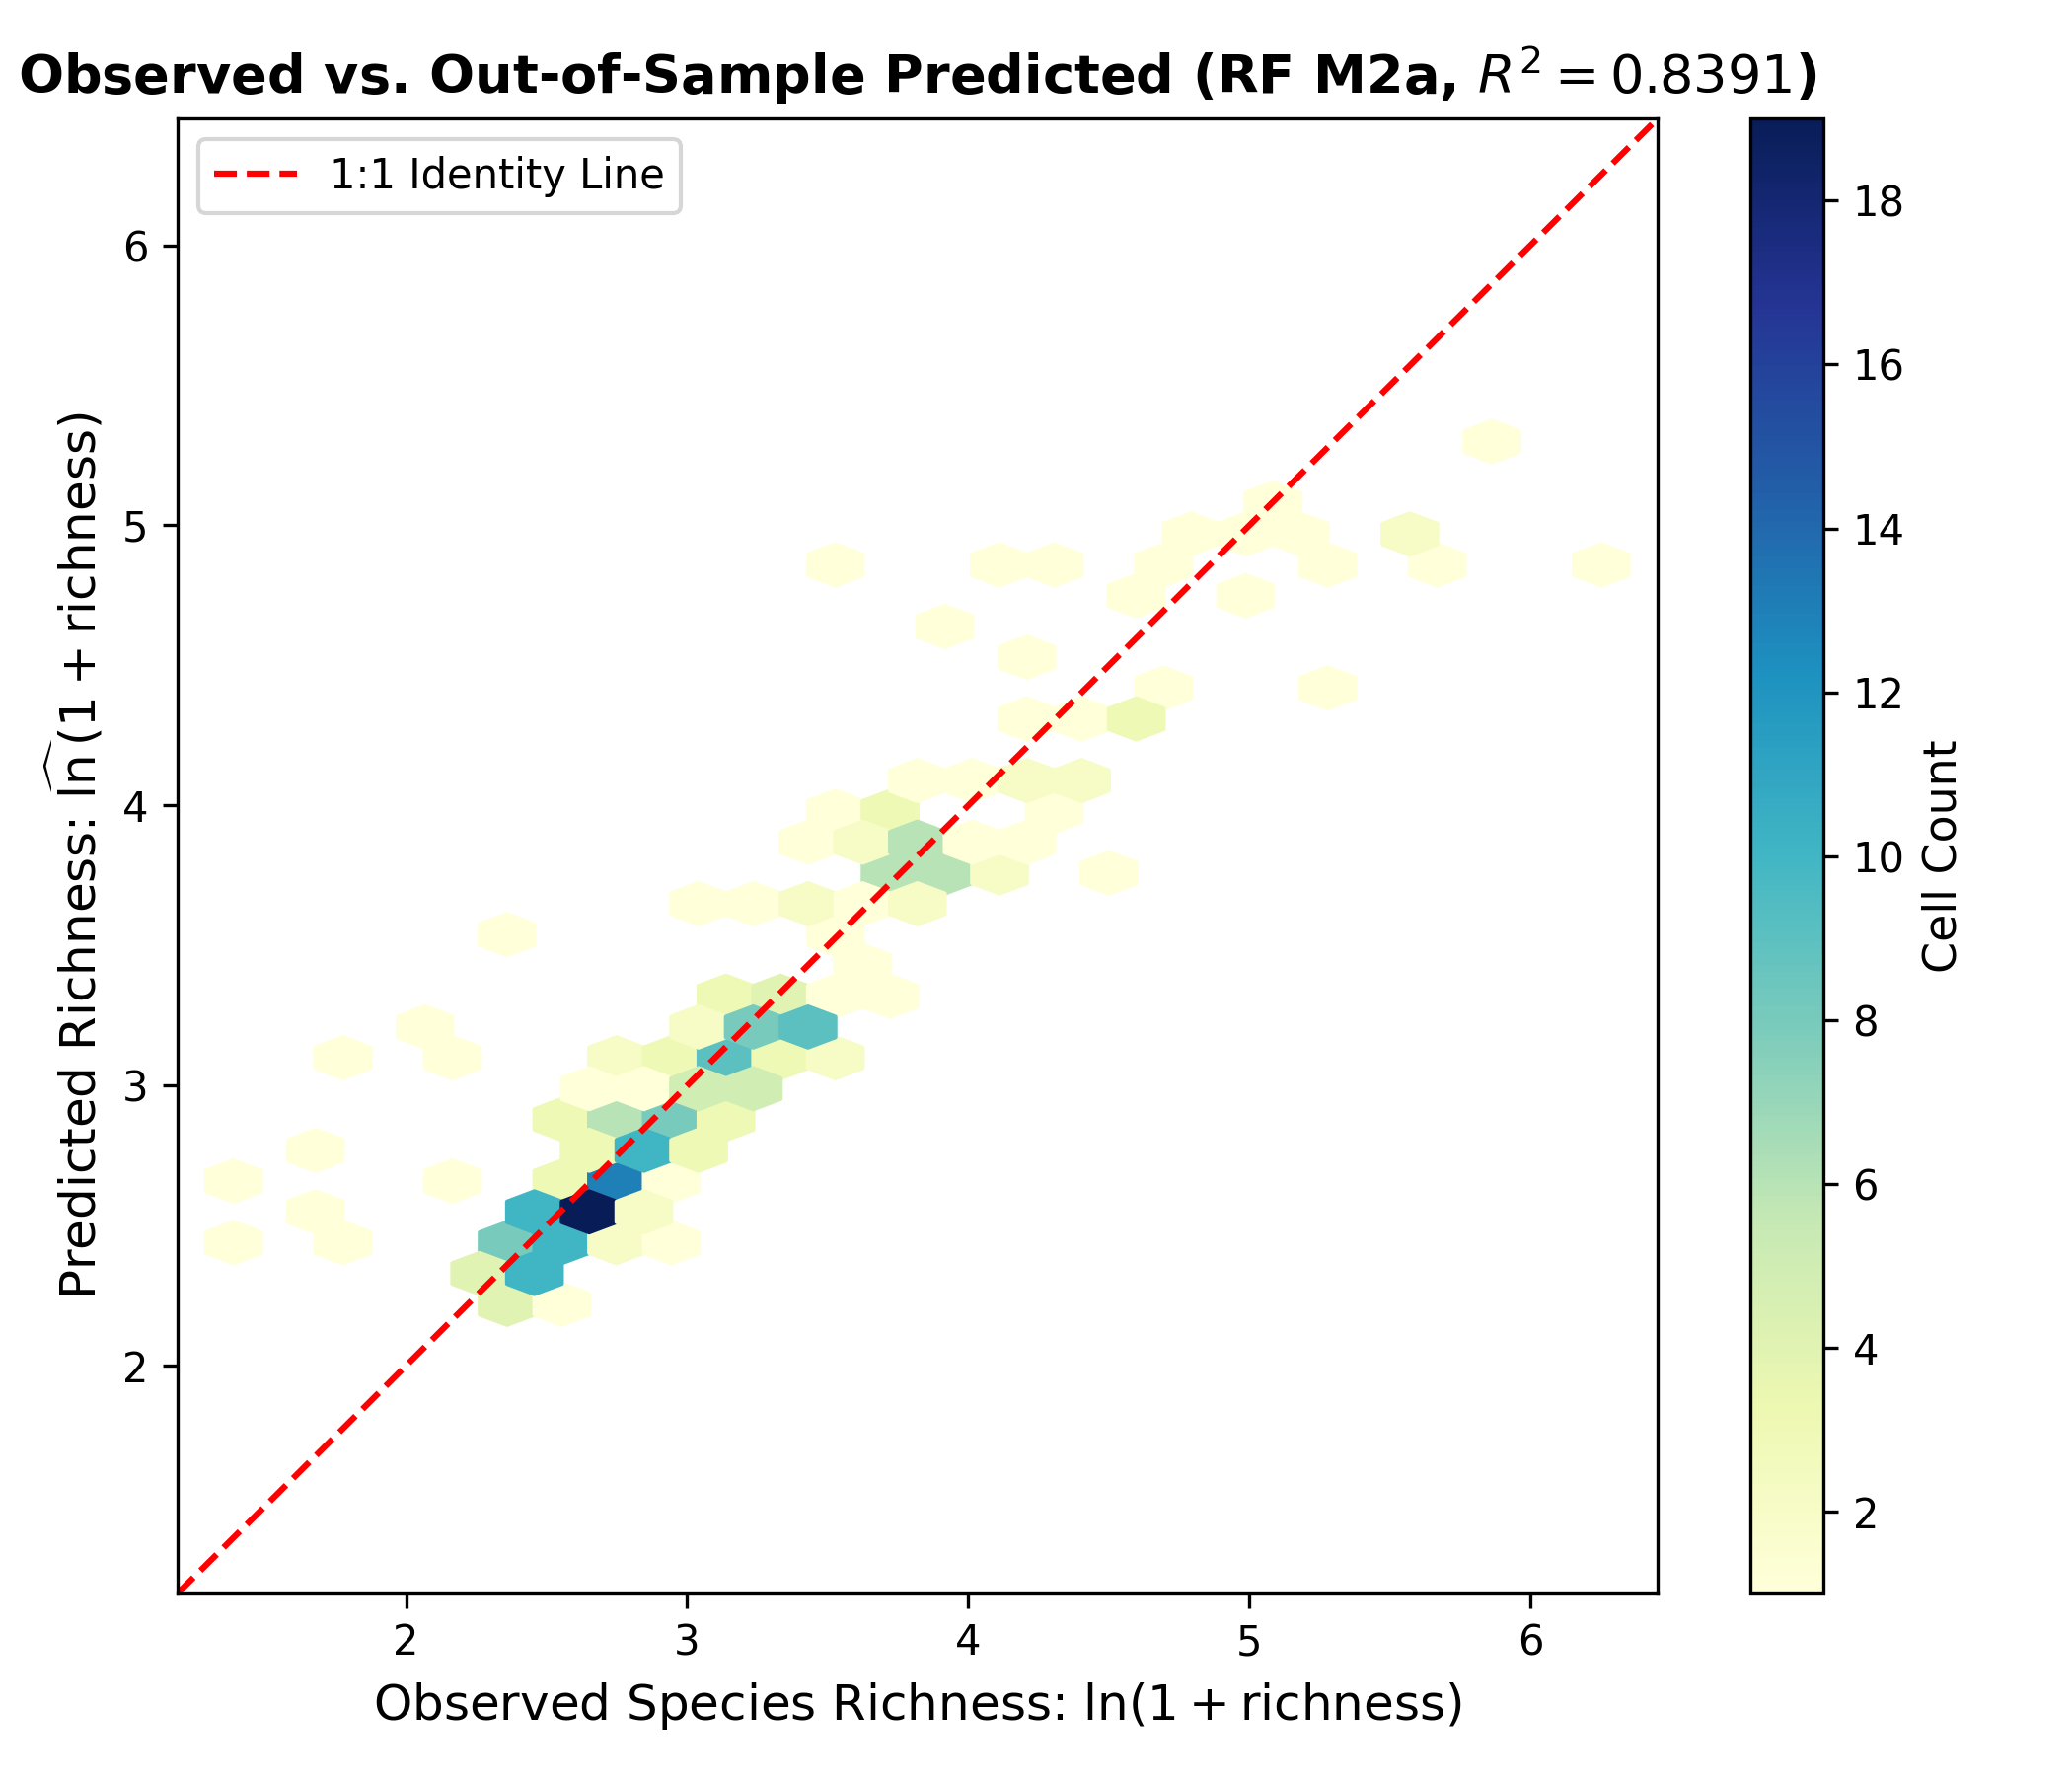 Observed vs. Out-of-Sample Predicted (RF M2a, R² = 0.8391)
1:1 Identity Line
6
5
4
3
2
Predicted Richness: l̂n(1 + richness)
2 3 4 5 6
Observed Species Richness: ln(1 + richness)
18
16
14
12
10
8
6
4
2
Cell Count